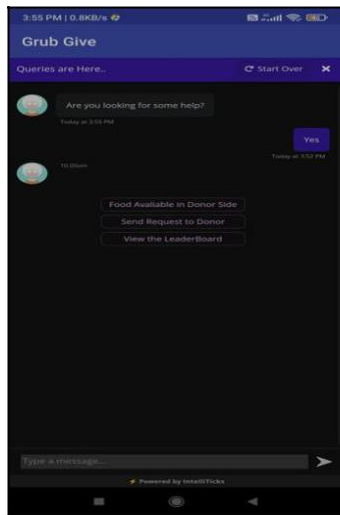 3:55 PM | 0.8KB/s
Grub Give
Queries are Here..
Start Over
Are you looking for some help?
Today at 3:55 PM
Yes
Today at 3:52 PM
10:00am
Food Available in Donor Side
Send Request to Donor
View the LeaderBoard
Type a message...
Powered by IntelliTicks